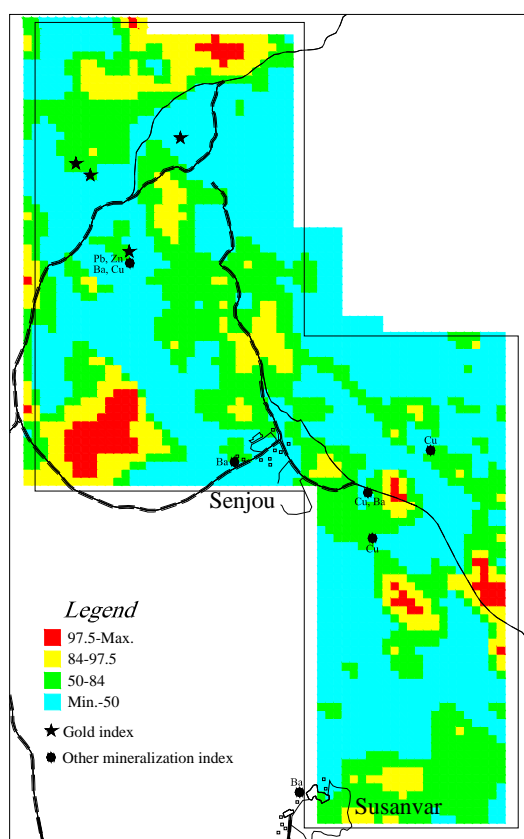 Pb, Zn
Ba, Cu
Cu
Ba
Senjou
Cu, Ba
Cu
Legend
97.5-Max.
84-97.5
50-84
Min.-50
Gold index
Other mineralization index
Ba
Susanvar